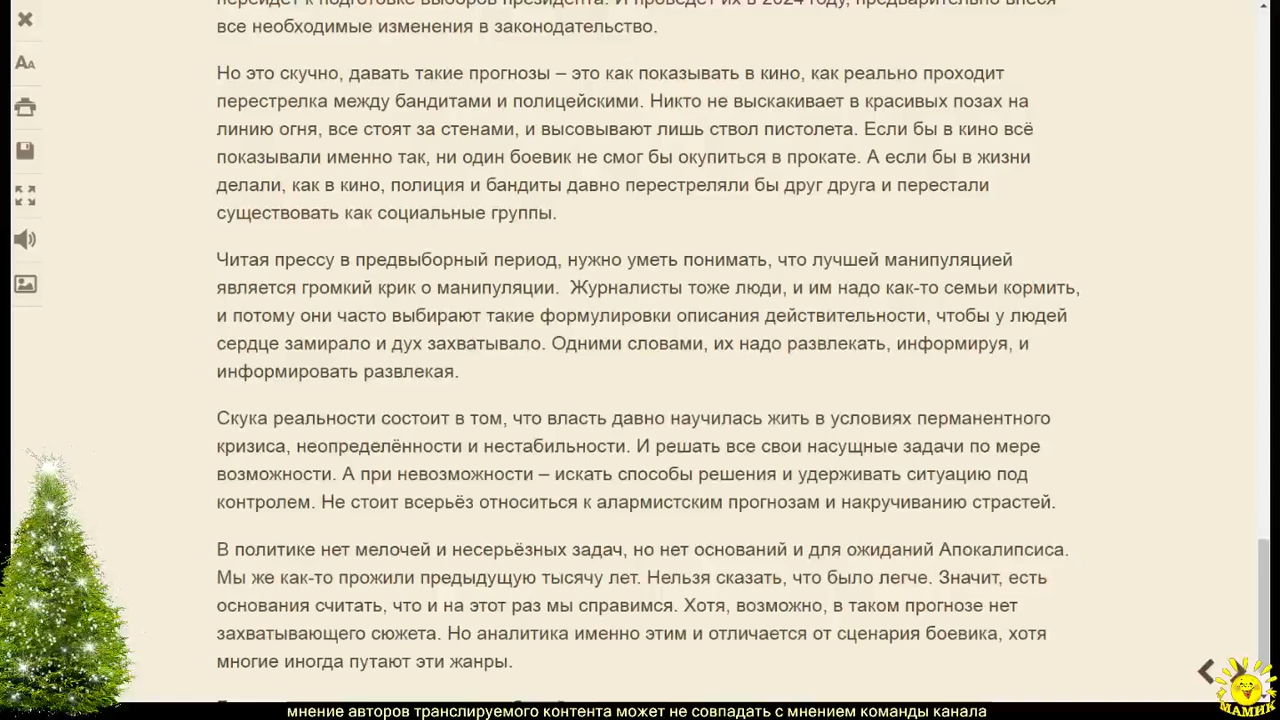 перейдёт к подготовке выборов президента. И проведёт их в 2024 году, предварительно внеся
все необходимые изменения в законодательство.
Но это скучно, давать такие прогнозы – это как показывать в кино, как реально проходит
перестрелка между бандитами и полицейскими. Никто не выскакивает в красивых позах на
линию огня, все стоят за стенами, и высовывают лишь ствол пистолета. Если бы в кино всё
показывали именно так, ни один боевик не смог бы окупиться в прокате. А если бы в жизни
делали, как в кино, полиция и бандиты давно перестреляли бы друг друга и перестали
существовать как социальные группы.
Читая прессу в предвыборный период, нужно уметь понимать, что лучшей манипуляцией
является громкий крик о манипуляции.  Журналисты тоже люди, и им надо как-то семьи кормить,
и потому они часто выбирают такие формулировки описания действительности, чтобы у людей
сердце замирало и дух захватывало. Одними словами, их надо развлекать, информируя, и
информировать развлекая.
Скука реальности состоит в том, что власть давно научилась жить в условиях перманентного
кризиса, неопределённости и нестабильности. И решать все свои насущные задачи по мере
возможности. А при невозможности – искать способы решения и удерживать ситуацию под
контролем. Не стоит всерьёз относиться к алармистским прогнозам и накручиванию страстей.
В политике нет мелочей и несерьёзных задач, но нет оснований и для ожиданий Апокалипсиса.
Мы же как-то прожили предыдущую тысячу лет. Нельзя сказать, что было легче. Значит, есть
основания считать, что и на этот раз мы справимся. Хотя, возможно, в таком прогнозе нет
захватывающего сюжета. Но аналитика именно этим и отличается от сценария боевика, хотя
многие иногда путают эти жанры.
МАМИК
мнение авторов транслируемого контента может не совпадать с мнением команды канала